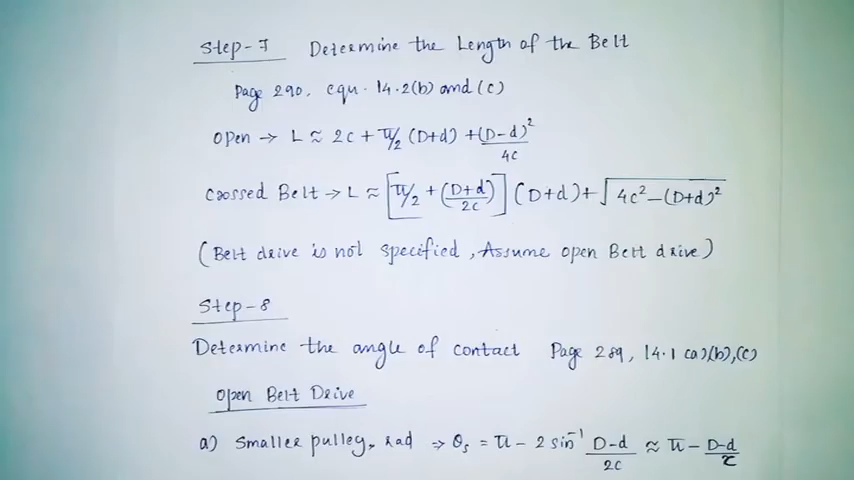 Step-7 Determine the Length of the Belt
Page 290, equ. 14.2(b) and (c)
open → L ≈ 2C + π/2 (D+d) + (D-d)²/4C
Crossed Belt → L ≈ [π/2 + (D+d)/2C] (D+d) + √4C² - (D+d)²
(Belt drive is not specified, Assume open Belt drive)
Step-8
Determine the angle of contact Page 289, 14.1 (a)(b),(c)
Open Belt Drive
a) Smaller pulley, rad → θs = π - 2 sin⁻¹ D-d/2C ≈ π - D-d/C